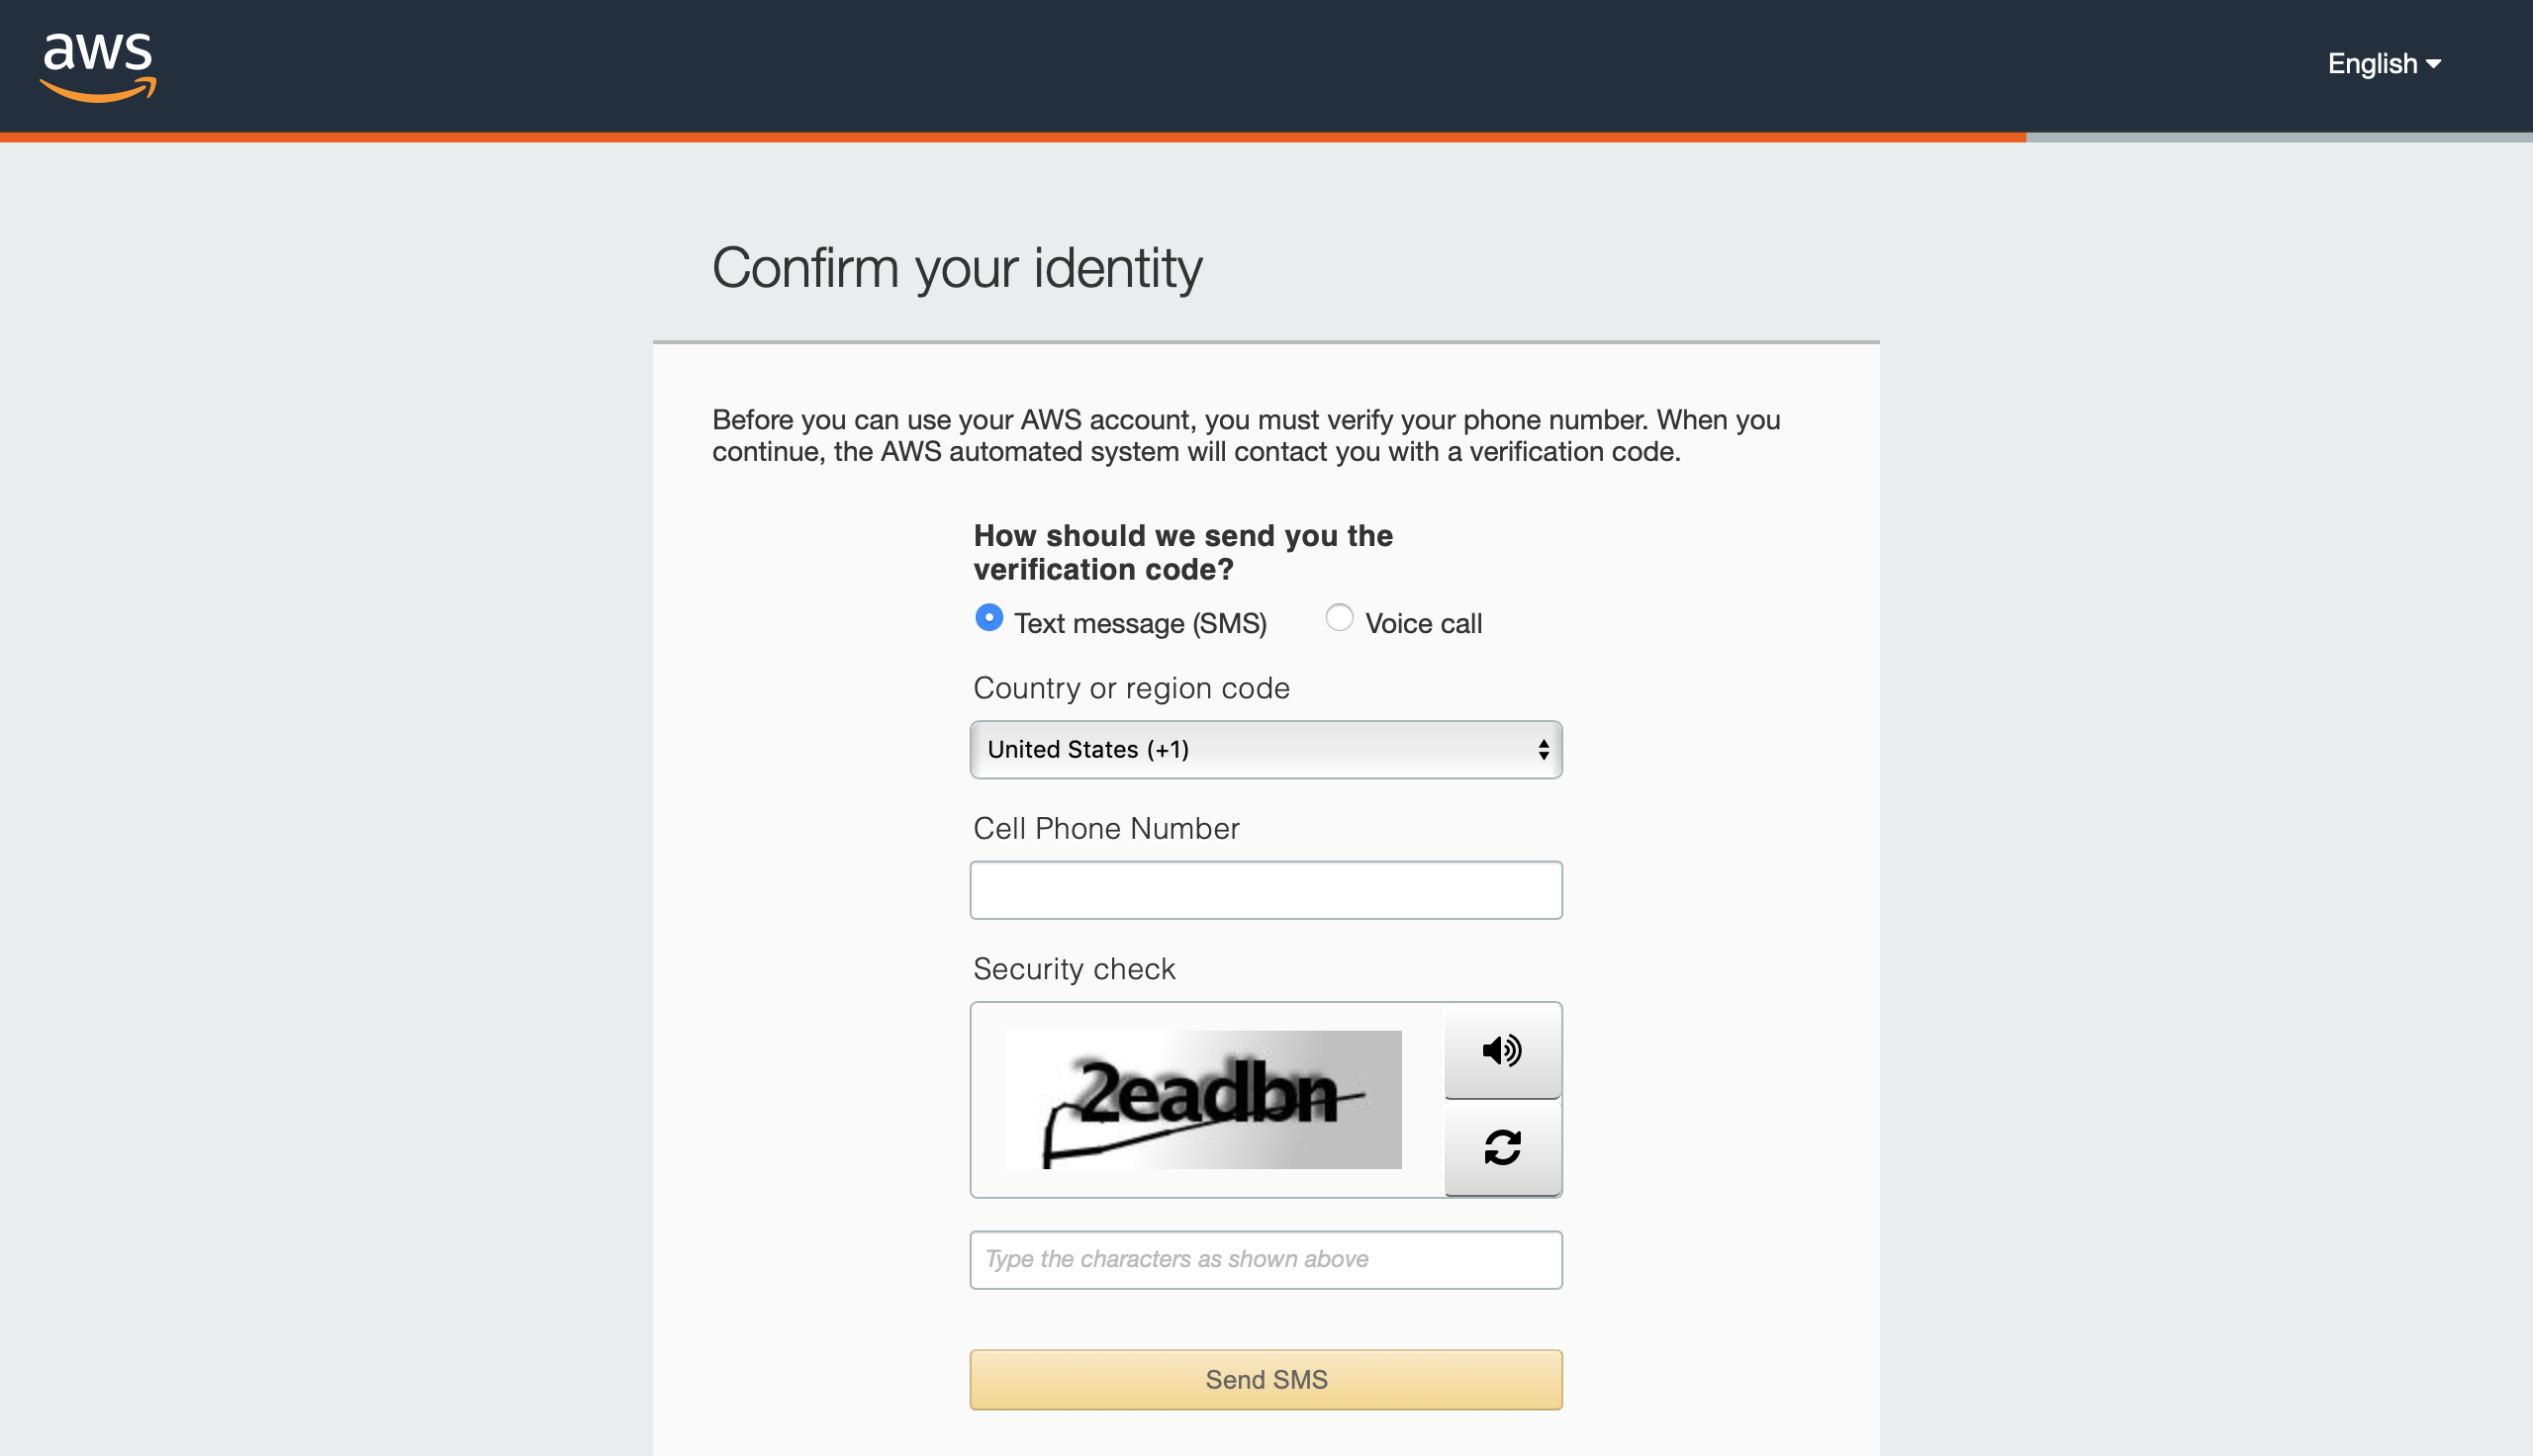 aws
English
Confirm your identity
Before you can use your AWS account, you must verify your phone number. When you
continue, the AWS automated system will contact you with a verification code.
How should we send you the
verification code?
Text message (SMS) Voice call
Country or region code
United States (+1)
Cell Phone Number
Security check
2eadbn
Type the characters as shown above
Send SMS